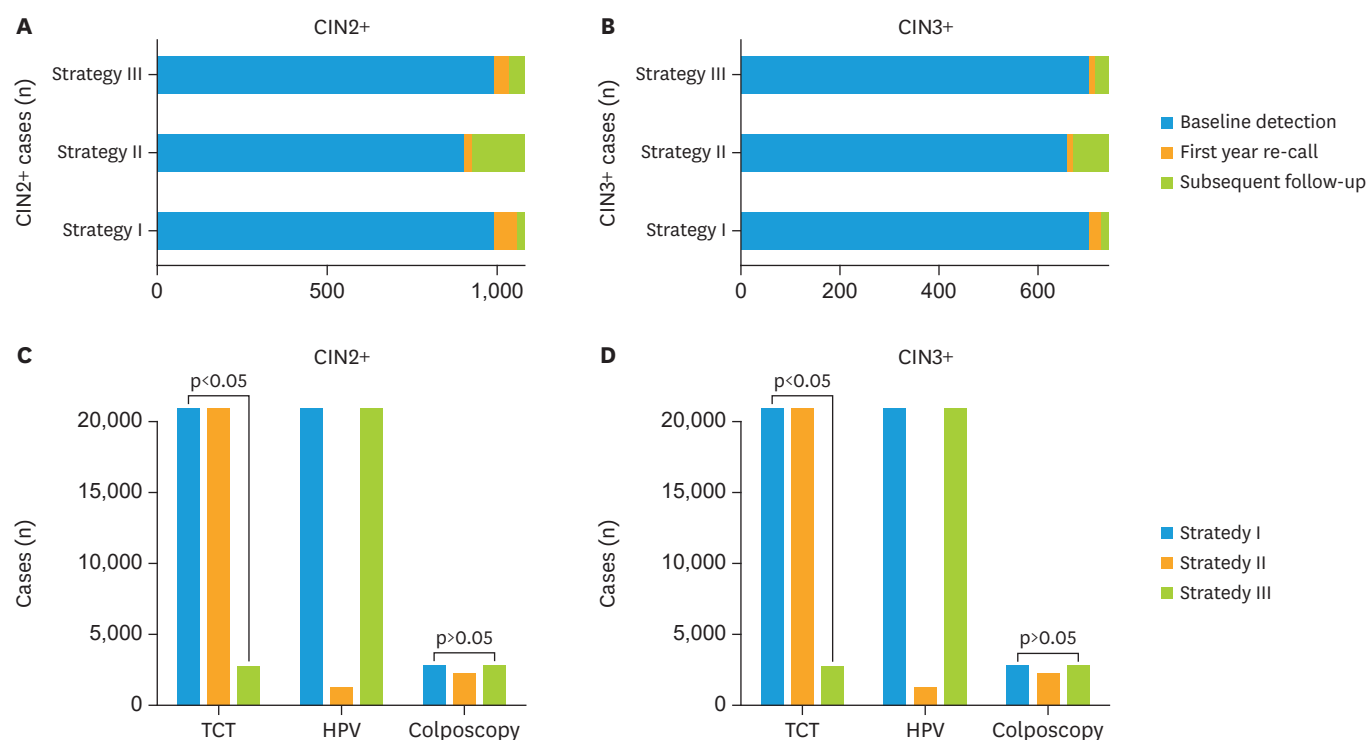 A
CIN2+
CIN2+ cases (n)
Strategy III
Strategy II
Strategy I
0 500 1,000
B
CIN3+
CIN3+ cases (n)
Strategy III
Strategy II
Strategy I
0 200 400 600
Baseline detection
First year re-call
Subsequent follow-up
C
CIN2+
Cases (n)
20,000
15,000
10,000
5,000
0
p<0.05
p>0.05
TCT HPV Colposcopy
D
CIN3+
Cases (n)
20,000
15,000
10,000
5,000
0
p<0.05
p>0.05
TCT HPV Colposcopy
Stratedy I
Stratedy II
Stratedy III